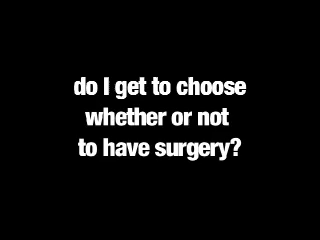 do I get to choose
whether or not
to have surgery?